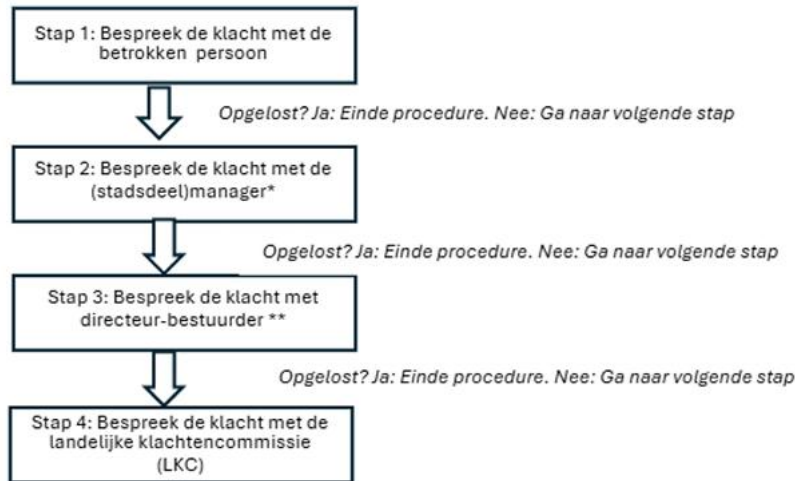 Stap 1: Bespreek de klacht met de
betrokken persoon
Opgelost? Ja: Einde procedure. Nee: Ga naar volgende stap
Stap 2: Bespreek de klacht met de
(stadsdeel)manager*
Opgelost? Ja: Einde procedure. Nee: Ga naar volgende stap
Stap 3: Bespreek de klacht met
directeur-bestuurder **
Opgelost? Ja: Einde procedure. Nee: Ga naar volgende stap
Stap 4: Bespreek de klacht met de
landelijke klachtencommissie
(LKC)